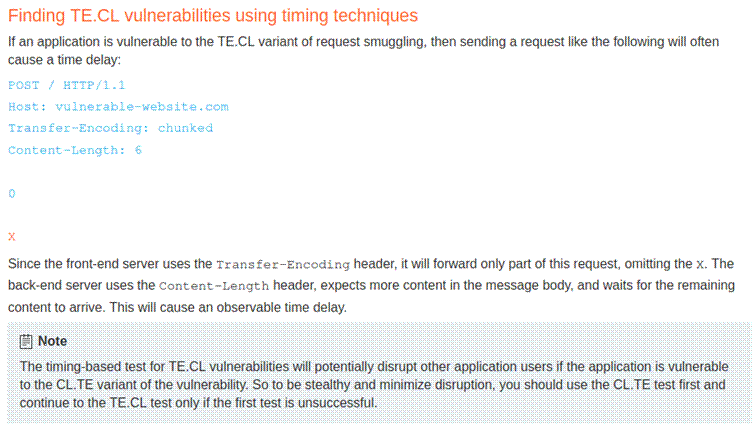 Finding TE.CL vulnerabilities using timing techniques
If an application is vulnerable to the TE.CL variant of request smuggling, then sending a request like the following will often
cause a time delay:
POST / HTTP/1.1
Host: vulnerable-website.com
Transfer-Encoding: chunked
Content-Length: 6
0
X
Since the front-end server uses the Transfer-Encoding header, it will forward only part of this request, omitting the X. The
back-end server uses the Content-Length header, expects more content in the message body, and waits for the remaining
content to arrive. This will cause an observable time delay.
Note
The timing-based test for TE.CL vulnerabilities will potentially disrupt other application users if the application is vulnerable
to the CL.TE variant of the vulnerability. So to be stealthy and minimize disruption, you should use the CL.TE test first and
continue to the TE.CL test only if the first test is unsuccessful.